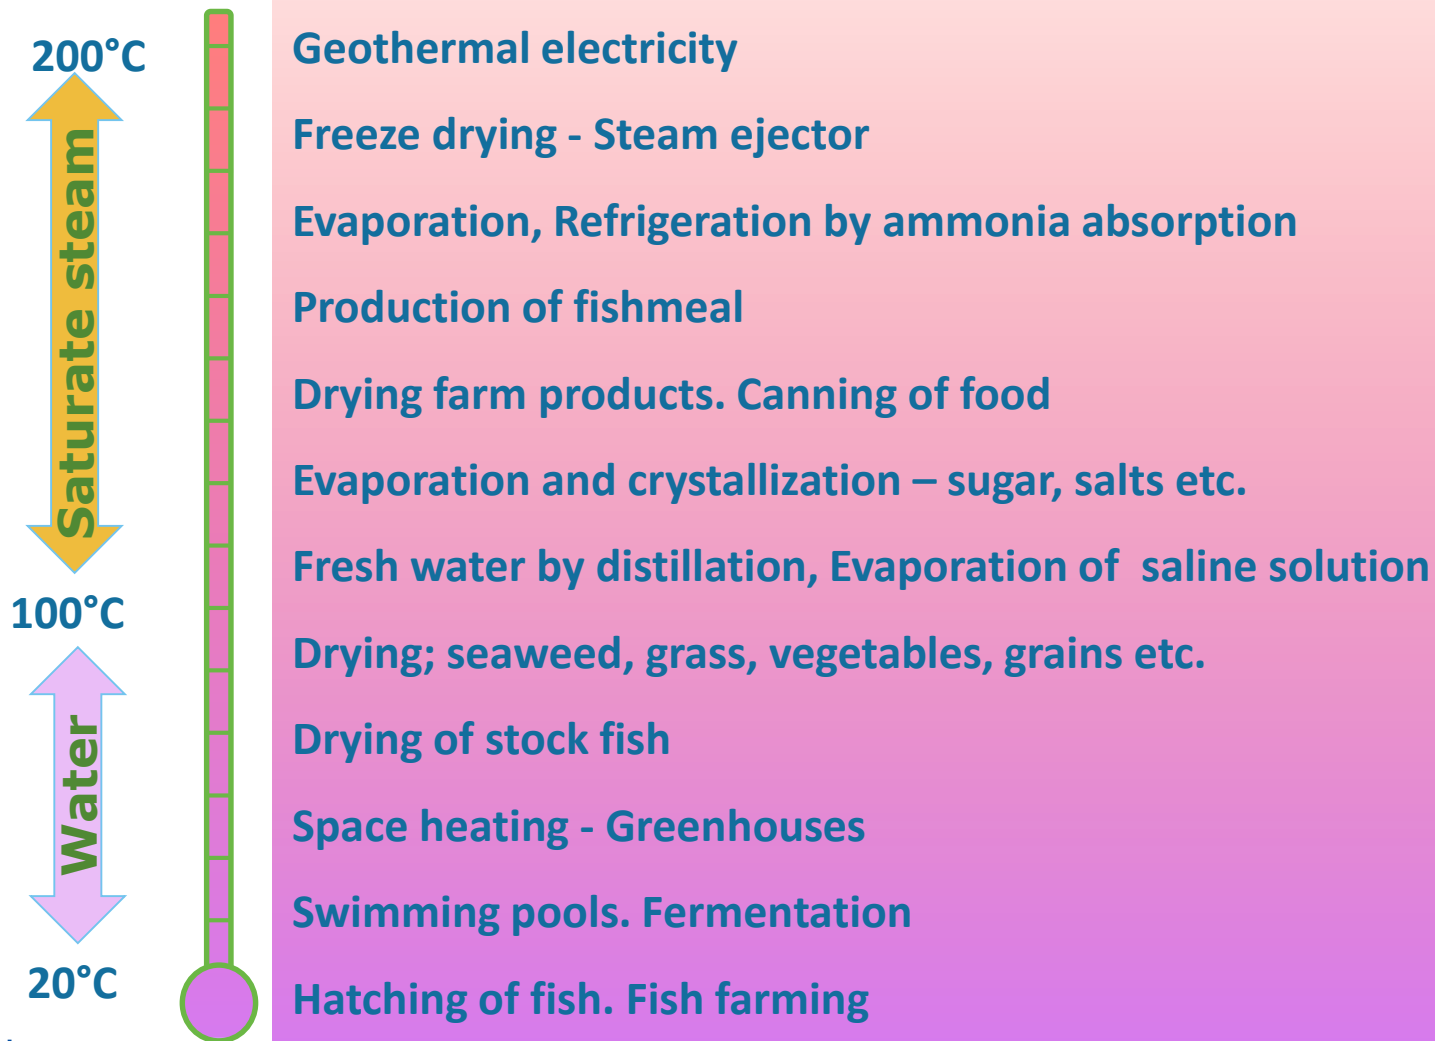 200°C
Geothermal electricity
Freeze drying - Steam ejector
Evaporation, Refrigeration by ammonia absorption
Production of fishmeal
Saturate steam
Drying farm products. Canning of food
Evaporation and crystallization – sugar, salts etc.
Fresh water by distillation, Evaporation of  saline solution
100°C
Drying; seaweed, grass, vegetables, grains etc.
Drying of stock fish
Water
Space heating - Greenhouses
Swimming pools. Fermentation
20°C
Hatching of fish. Fish farming